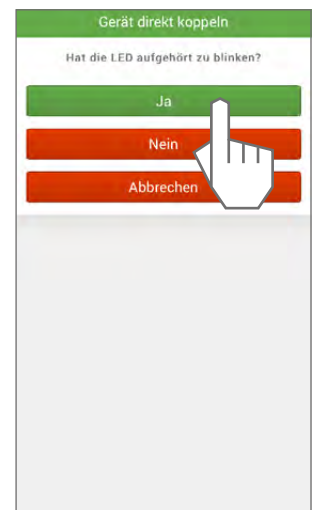 Gerät direkt koppeln
Hat die LED aufgehört zu blinken?
Ja
Nein
Abbrechen